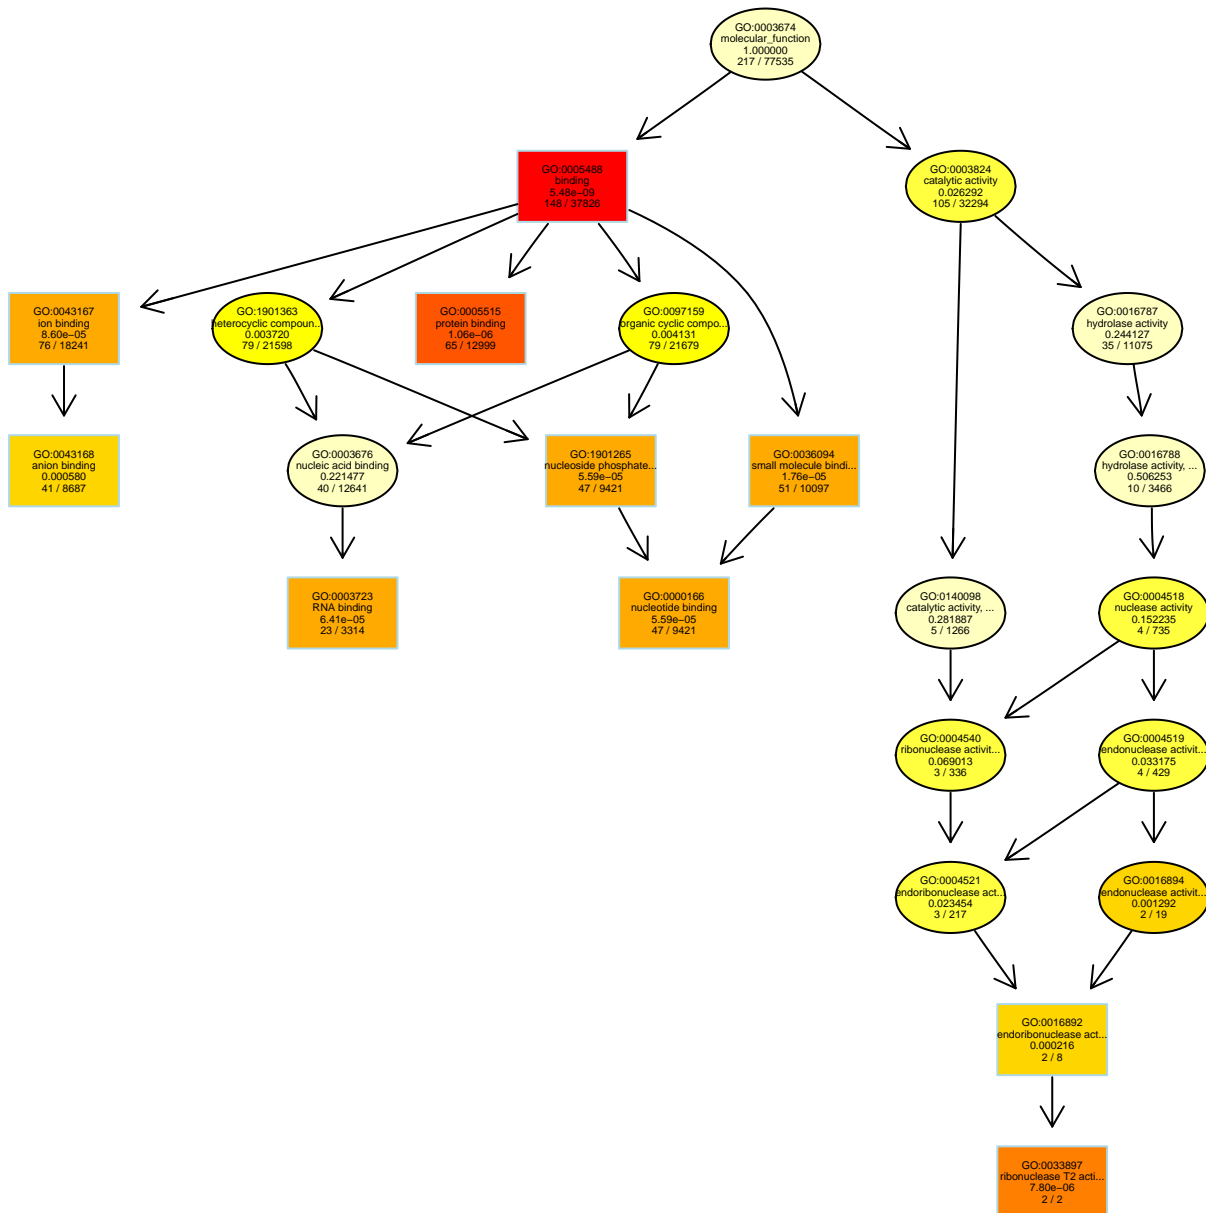 GO:0003674
molecular_function
1.000000
217 / 77535
GO:0005488
binding
5.48e−09
148 / 37826
GO:0003824
catalytic activity
0.026292
105 / 32294
GO:0043167
ion binding
8.60e−05
76 / 18241
GO:1901363
heterocyclic compoun...
0.003720
79 / 21598
GO:0005515
protein binding
1.06e−06
65 / 12999
GO:0097159
organic cyclic compo...
0.004131
79 / 21679
GO:0016787
hydrolase activity
0.244127
35 / 11075
GO:0043168
anion binding
0.000580
41 / 8687
GO:0003676
nucleic acid binding
0.221477
40 / 12641
GO:1901265
nucleoside phosphate...
5.59e−05
47 / 9421
GO:0036094
small molecule bindi...
1.76e−05
51 / 10097
GO:0016788
hydrolase activity, ...
0.506253
10 / 3466
GO:0003723
RNA binding
6.41e−05
23 / 3314
GO:0000166
nucleotide binding
5.59e−05
47 / 9421
GO:0140098
catalytic activity, ...
0.281887
5 / 1266
GO:0004518
nuclease activity
0.152235
4 / 735
GO:0004540
ribonuclease activit...
0.069013
3 / 336
GO:0004519
endonuclease activit...
0.033175
4 / 429
GO:0004521
endoribonuclease act...
0.023454
3 / 217
GO:0016894
endonuclease activit...
0.001292
2 / 19
GO:0016892
endoribonuclease act...
0.000216
2 / 8
GO:0033897
ribonuclease T2 acti...
7.80e−06
2 / 2